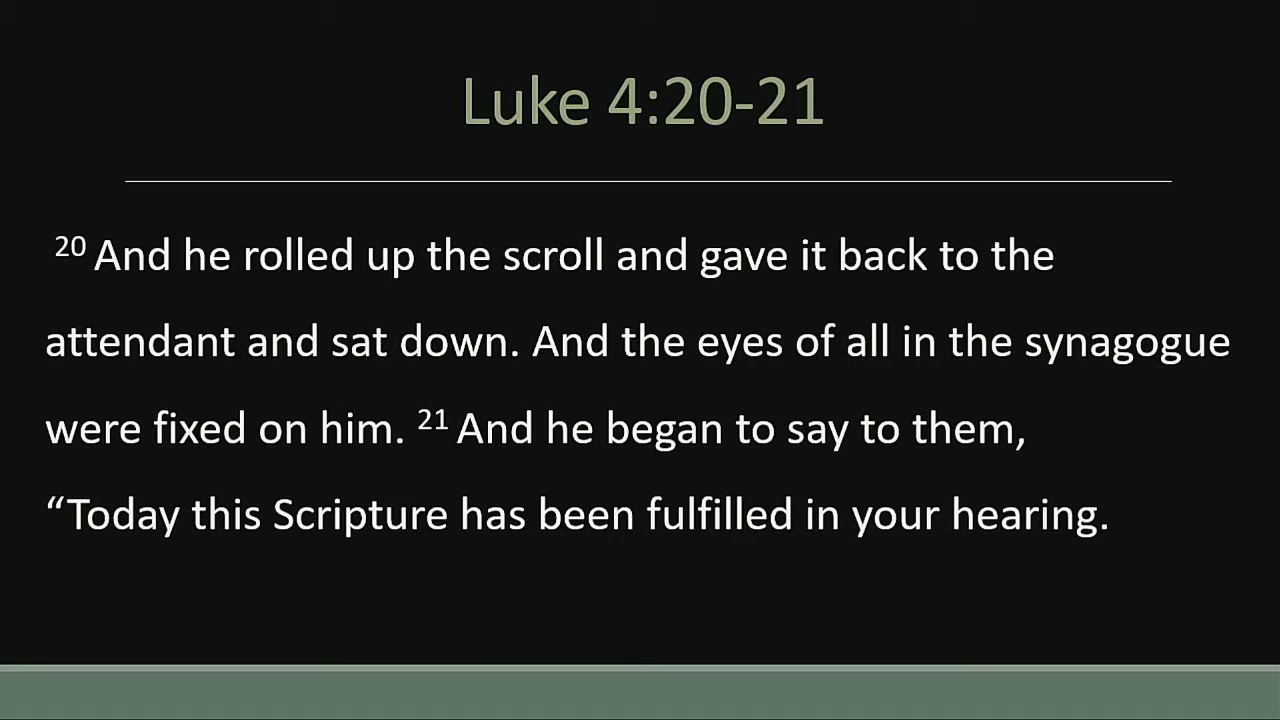 Luke 4:20-21
20 And he rolled up the scroll and gave it back to the
attendant and sat down. And the eyes of all in the synagogue
were fixed on him. 21 And he began to say to them,
“Today this Scripture has been fulfilled in your hearing.